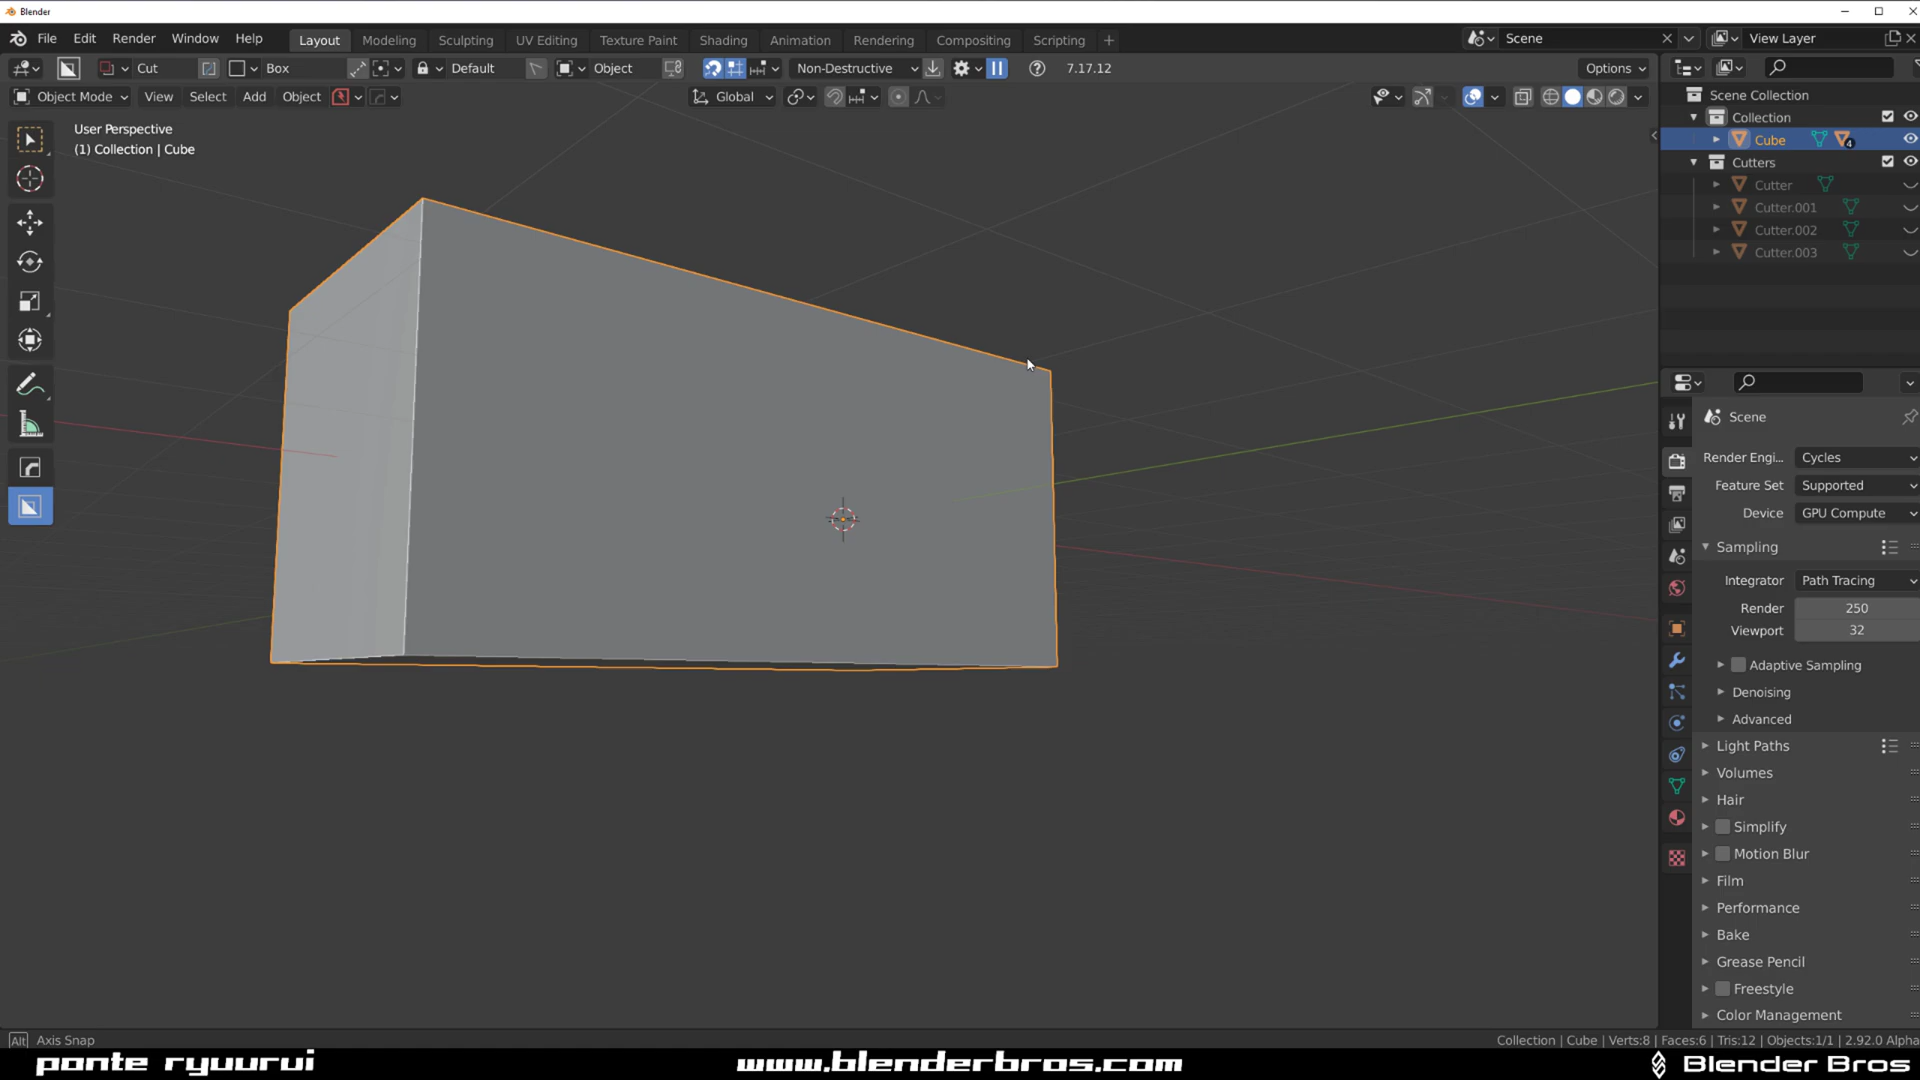 Blender
File Edit Render Window Help Layout Modeling Sculpting UV Editing Texture Paint Shading Animation Rendering Compositing Scripting + Scene View Layer
Cut Box Default Object Non-Destructive 7.17.12 Options
Object Mode View Select Add Object Global
User Perspective
(1) Collection | Cube
Scene Collection
Collection
Cube 4
Cutters
Cutter
Cutter.001
Cutter.002
Cutter.003
Scene
Render Engi... Cycles
Feature Set Supported
Device GPU Compute
Sampling
Integrator Path Tracing
Render 250
Viewport 32
Adaptive Sampling
Denoising
Advanced
Light Paths
Volumes
Hair
Simplify
Motion Blur
Film
Performance
Bake
Grease Pencil
Freestyle
Color Management
Alt Axis Snap
Collection | Cube | Verts:8 | Faces:6 | Tris:12 | Objects:1/1 | 2.92.0 Alpha
ponte ryuurui www.blenderbros.com Blender Bros